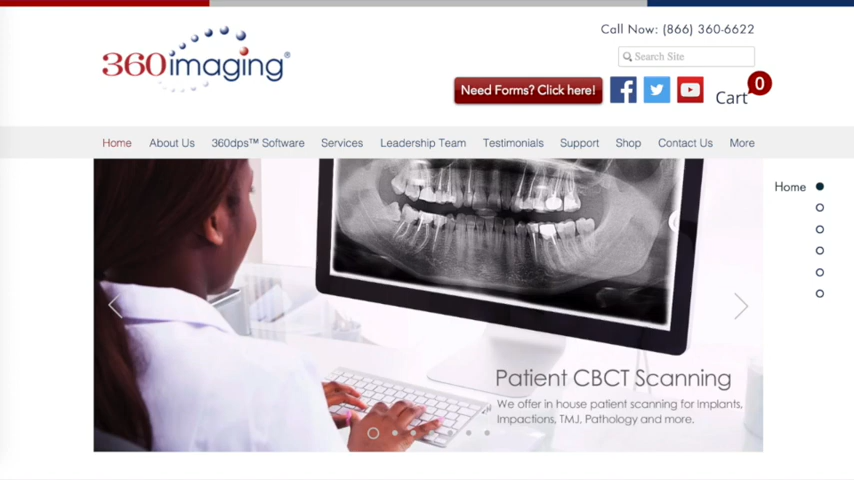 Call Now: (866) 360-6622
360imaging®
Search Site
Need Forms? Click here!
Cart
0
Home
About Us
360dps™ Software
Services
Leadership Team
Testimonials
Support
Shop
Contact Us
More
Home
Patient CBCT Scanning
We offer in house patient scanning for Implants,
Impactions, TMJ, Pathology and more.